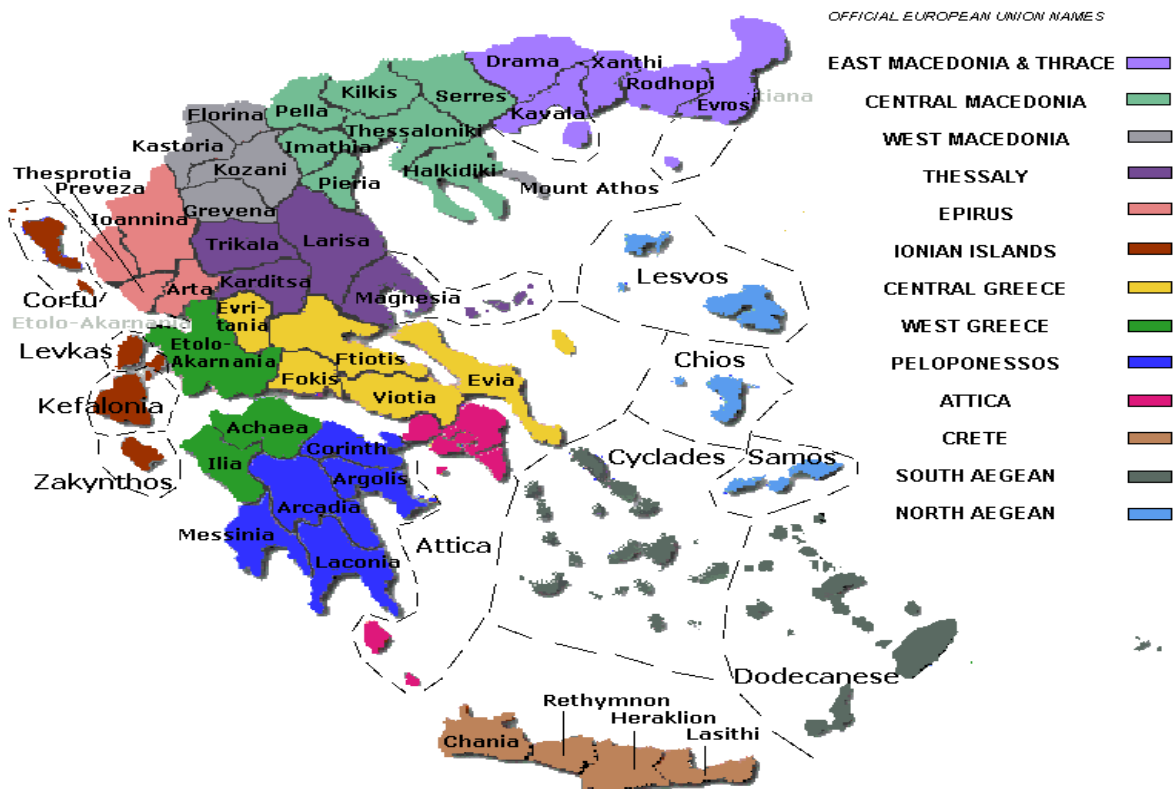 OFFICIAL EUROPEAN UNION NAMES
EAST MACEDONIA & THRACE
CENTRAL MACEDONIA
WEST MACEDONIA
THESSALY
EPIRUS
IONIAN ISLANDS
CENTRAL GREECE
WEST GREECE
PELOPONESSOS
ATTICA
CRETE
SOUTH AEGEAN
NORTH AEGEAN
Drama
Xanthi
Rodhopi
Evros
tiana
Kavala
Kilkis
Serres
Pella
Thessaloniki
Imathia
Halkidiki
Pieria
Mount Athos
Florina
Kastoria
Kozani
Grevena
Thesprotia
Preveza
Ioannina
Arta
Trikala
Larisa
Karditsa
Magnesia
Corfu
Etolo-Akarnania
Levkas
Kefalonia
Zakynthos
Evri-
tania
Etolo-
Akarnania
Ftiotis
Fokis
Viotia
Evia
Achaea
Ilia
Corinth
Argolis
Arcadia
Messinia
Laconia
Attica
Lesvos
Chios
Samos
Cyclades
Dodecanese
Rethymnon
Heraklion
Lasithi
Chania